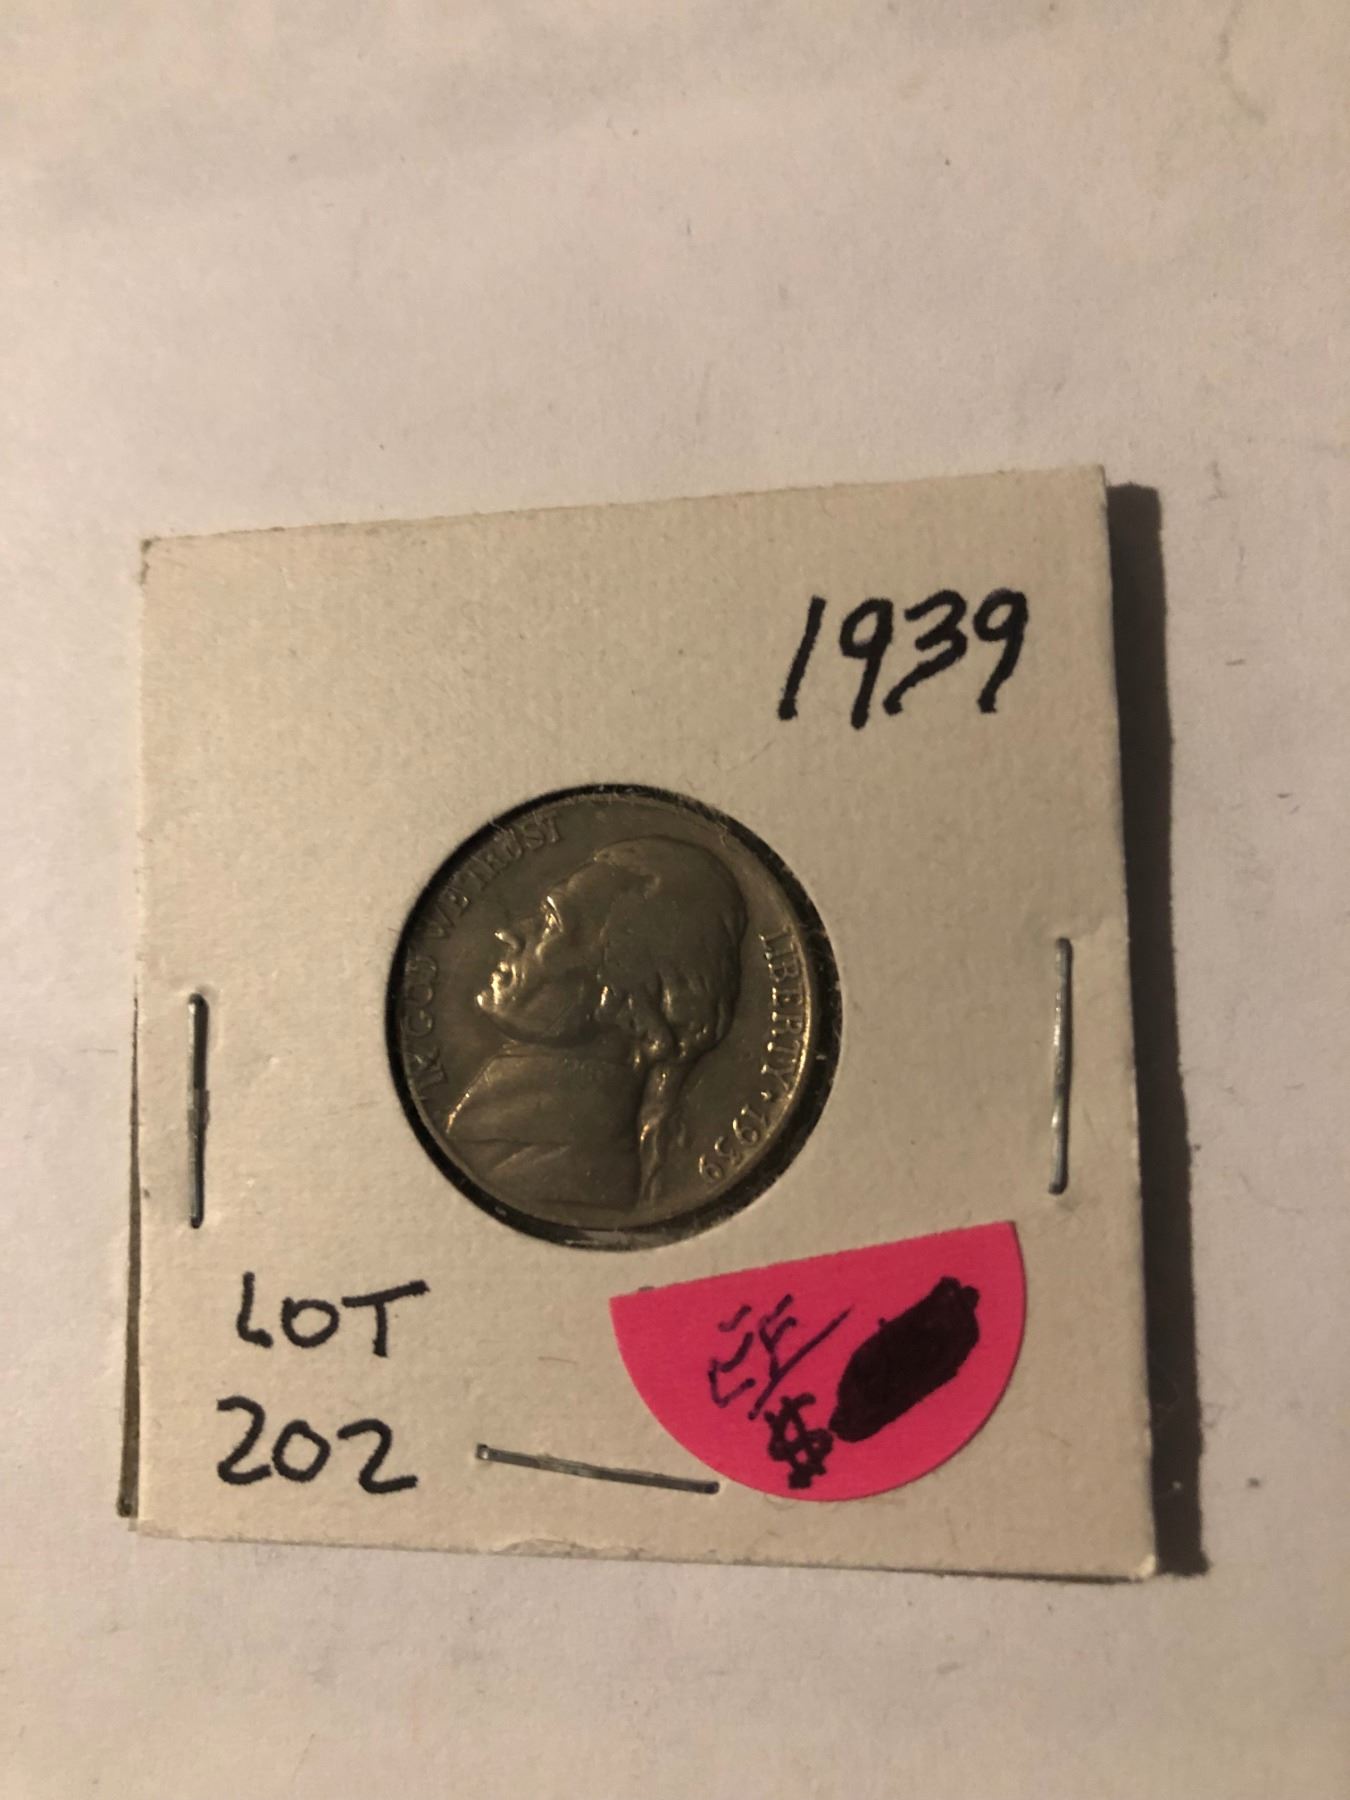 1939
IN GOD WE TRUST
LIBERTY ★ 1939
LOT
202
$